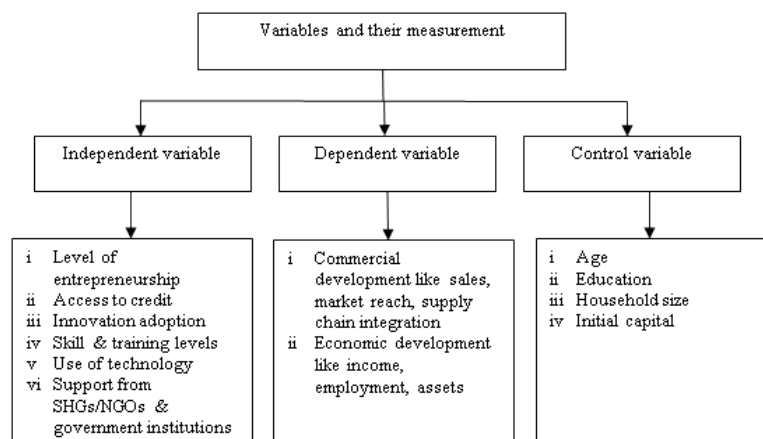 Variables and their measurement
Independent variable
Dependent variable
Control variable
i Level of
entrepreneurship
ii Access to credit
iii Innovation adoption
iv Skill & training levels
v Use of technology
vi Support from
SHGs/NGOs &
government institutions
i Commercial
development like sales,
market reach, supply
chain integration
ii Economic development
like income,
employment, assets
i Age
ii Education
iii Household size
iv Initial capital